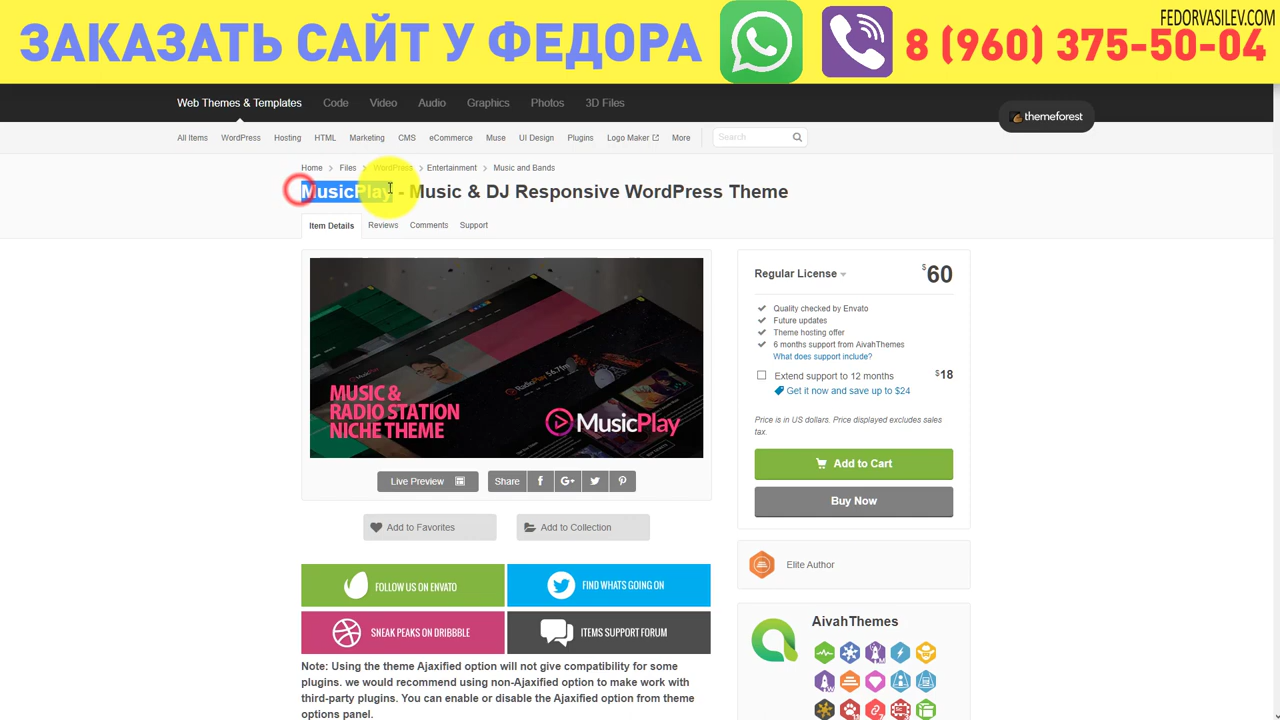 FEDORVASILEV.COM
ЗАКАЗАТЬ САЙТ У ФЕДОРА
8 (960) 375-50-04
Web Themes & Templates
Code
Video
Audio
Graphics
Photos
3D Files
themeforest
All Items
WordPress
Hosting
HTML
Marketing
CMS
eCommerce
Muse
UI Design
Plugins
Logo Maker
More
Search
Home
Files
WordPress
Entertainment
Music and Bands
MusicPlay - Music & DJ Responsive WordPress Theme
Item Details
Reviews
Comments
Support
RadioPlay 56.7fm
MUSIC &
RADIO STATION
NICHE THEME
MusicPlay
Live Preview
Share
Add to Favorites
Add to Collection
FOLLOW US ON ENVATO
FIND WHATS GOING ON
SNEAK PEAKS ON DRIBBBLE
ITEMS SUPPORT FORUM
Note: Using the theme Ajaxified option will not give compatibility for some
plugins. we would recommend using non-Ajaxified option to make work with
third-party plugins. You can enable or disable the Ajaxified option from theme
options panel.
Regular License
$60
Quality checked by Envato
Future updates
Theme hosting offer
6 months support from AivahThemes
What does support include?
Extend support to 12 months
$18
Get it now and save up to $24
Price is in US dollars. Price displayed excludes sales
tax.
Add to Cart
Buy Now
Elite Author
AivahThemes